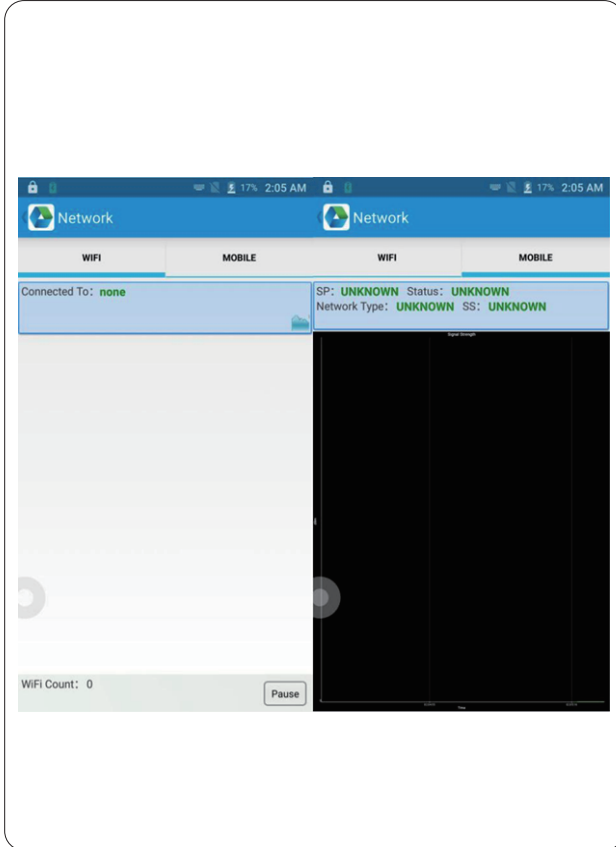 17% 2:05 AM
Network
WIFI MOBILE
Connected To: none
WiFi Count: 0
Pause
17% 2:05 AM
Network
WIFI MOBILE
SP: UNKNOWN Status: UNKNOWN
Network Type: UNKNOWN SS: UNKNOWN
Signal Strength
Time